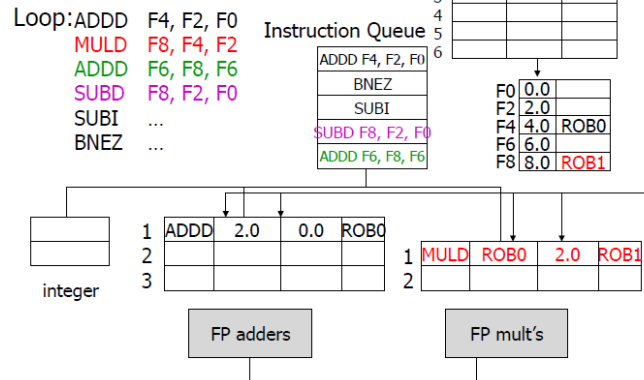 Loop: ADDD F4, F2, F0
MULD F8, F4, F2
ADDD F6, F8, F6
SUBD F8, F2, F0
SUBI ...
BNEZ ...
Instruction Queue
ADDD F4, F2, F0
BNEZ
SUBI
SUBD F8, F2, F0
ADDD F6, F8, F6
4
5
6
F0 0.0
F2 2.0
F4 4.0 ROB0
F6 6.0
F8 8.0 ROB1
integer
1 ADDD 2.0 0.0 ROB0
2
3
1 MULD ROB0 2.0 ROB1
2
FP adders
FP mult's